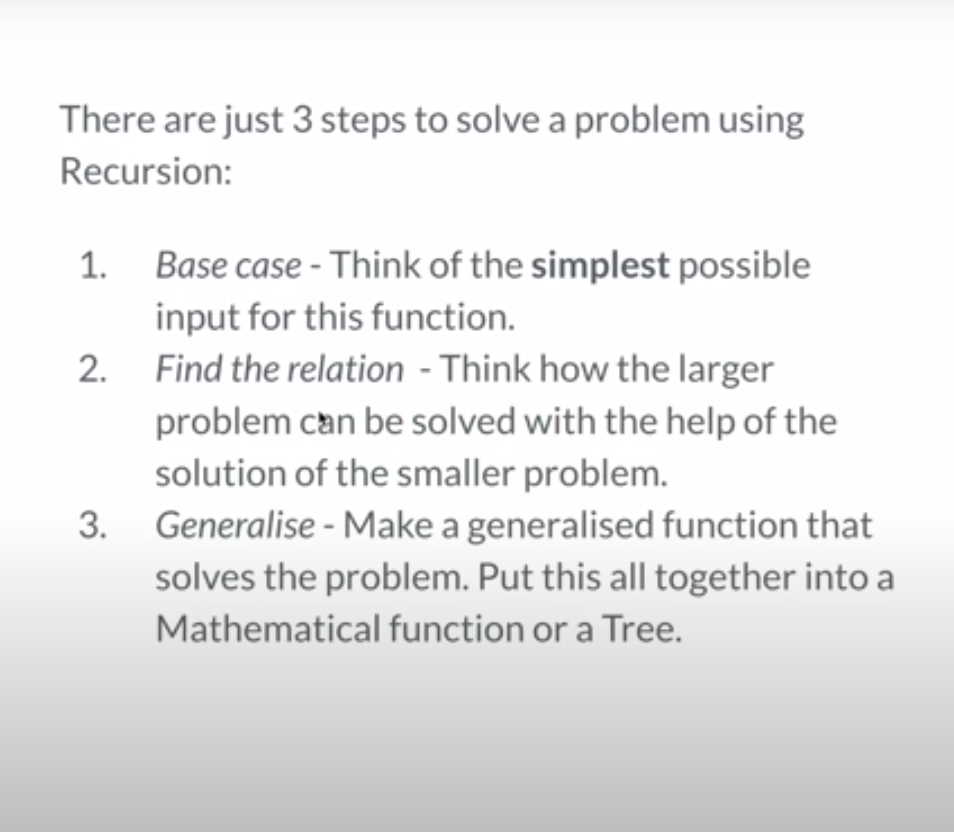 There are just 3 steps to solve a problem using
Recursion:
1. Base case - Think of the simplest possible
input for this function.
2. Find the relation - Think how the larger
problem can be solved with the help of the
solution of the smaller problem.
3. Generalise - Make a generalised function that
solves the problem. Put this all together into a
Mathematical function or a Tree.